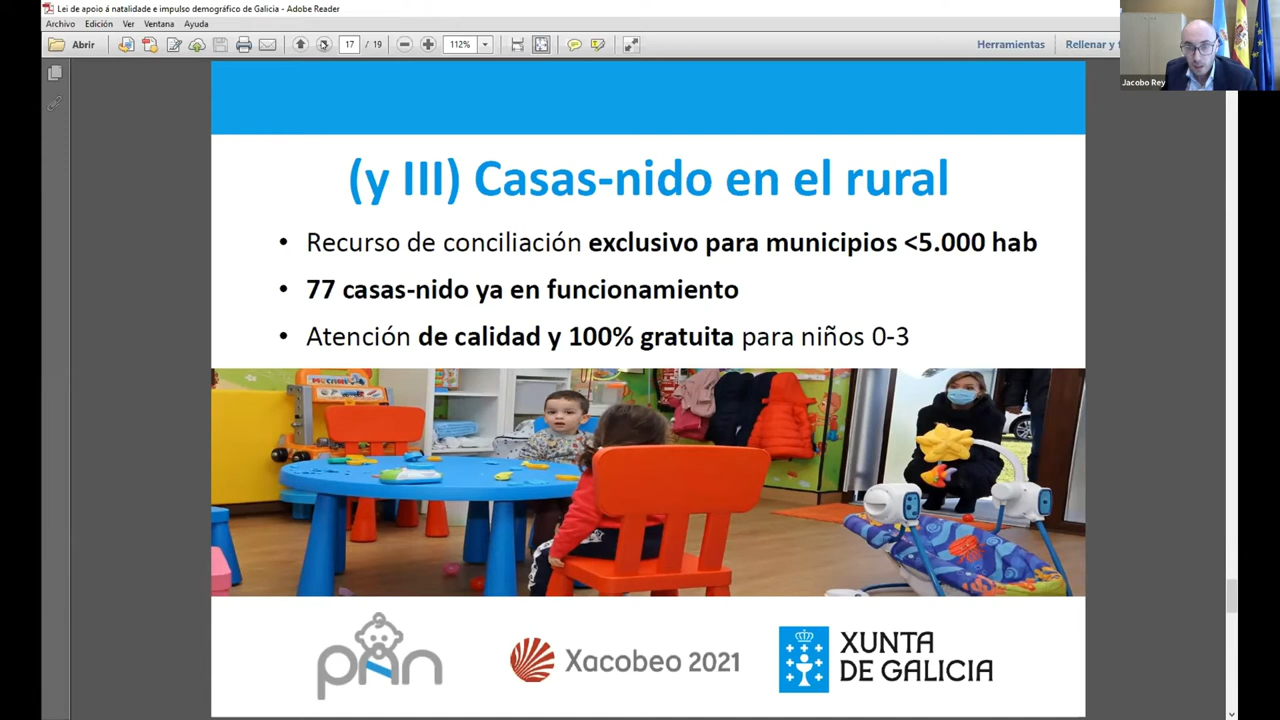 Lei de apoio á natalidade e impulso demográfico de Galicia - Adobe Reader
Archivo Edición Ver Ventana Ayuda
Abrir
17 / 19
112%
Herramientas
Rellenar y
Jacobo Rey
(y III) Casas-nido en el rural
• Recurso de conciliación exclusivo para municipios <5.000 hab
• 77 casas-nido ya en funcionamiento
• Atención de calidad y 100% gratuita para niños 0-3
pAn
Xacobeo 2021
XUNTA
DE GALICIA